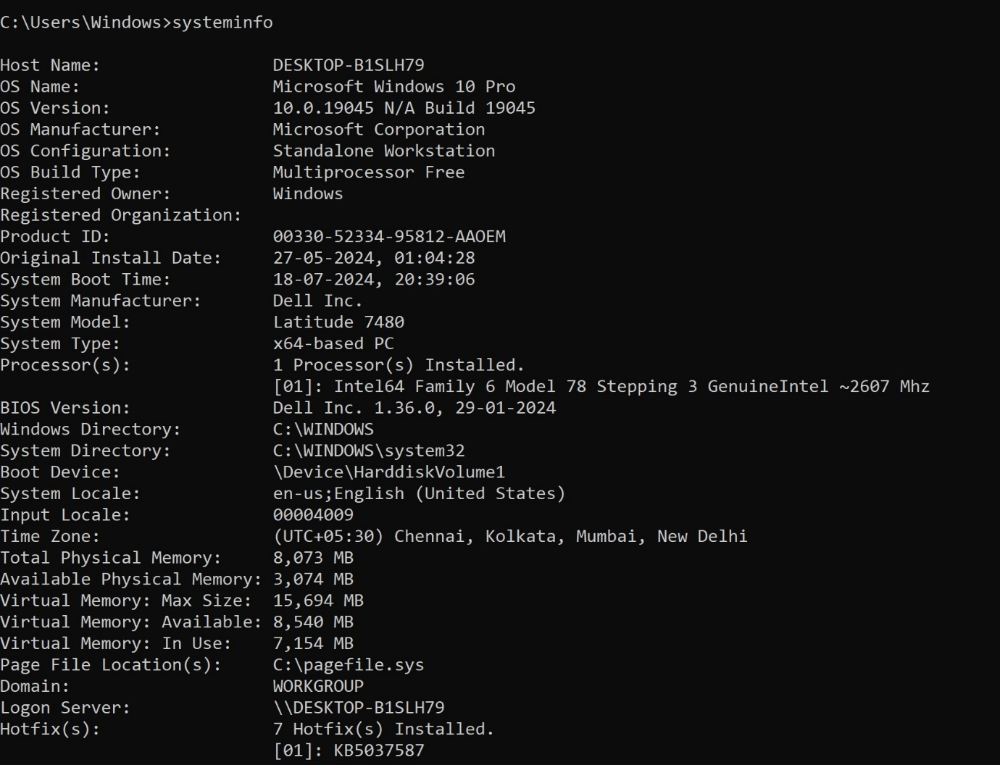 C:\Users\Windows>systeminfo
Host Name: DESKTOP-B1SLH79
OS Name: Microsoft Windows 10 Pro
OS Version: 10.0.19045 N/A Build 19045
OS Manufacturer: Microsoft Corporation
OS Configuration: Standalone Workstation
OS Build Type: Multiprocessor Free
Registered Owner: Windows
Registered Organization:
Product ID: 00330-52334-95812-AAOEM
Original Install Date: 27-05-2024, 01:04:28
System Boot Time: 18-07-2024, 20:39:06
System Manufacturer: Dell Inc.
System Model: Latitude 7480
System Type: x64-based PC
Processor(s): 1 Processor(s) Installed.
[01]: Intel64 Family 6 Model 78 Stepping 3 GenuineIntel ~2607 Mhz
BIOS Version: Dell Inc. 1.36.0, 29-01-2024
Windows Directory: C:\WINDOWS
System Directory: C:\WINDOWS\system32
Boot Device: \Device\HarddiskVolume1
System Locale: en-us;English (United States)
Input Locale: 00004009
Time Zone: (UTC+05:30) Chennai, Kolkata, Mumbai, New Delhi
Total Physical Memory: 8,073 MB
Available Physical Memory: 3,074 MB
Virtual Memory: Max Size: 15,694 MB
Virtual Memory: Available: 8,540 MB
Virtual Memory: In Use: 7,154 MB
Page File Location(s): C:\pagefile.sys
Domain: WORKGROUP
Logon Server: \\DESKTOP-B1SLH79
Hotfix(s): 7 Hotfix(s) Installed.
[01]: KB5037587